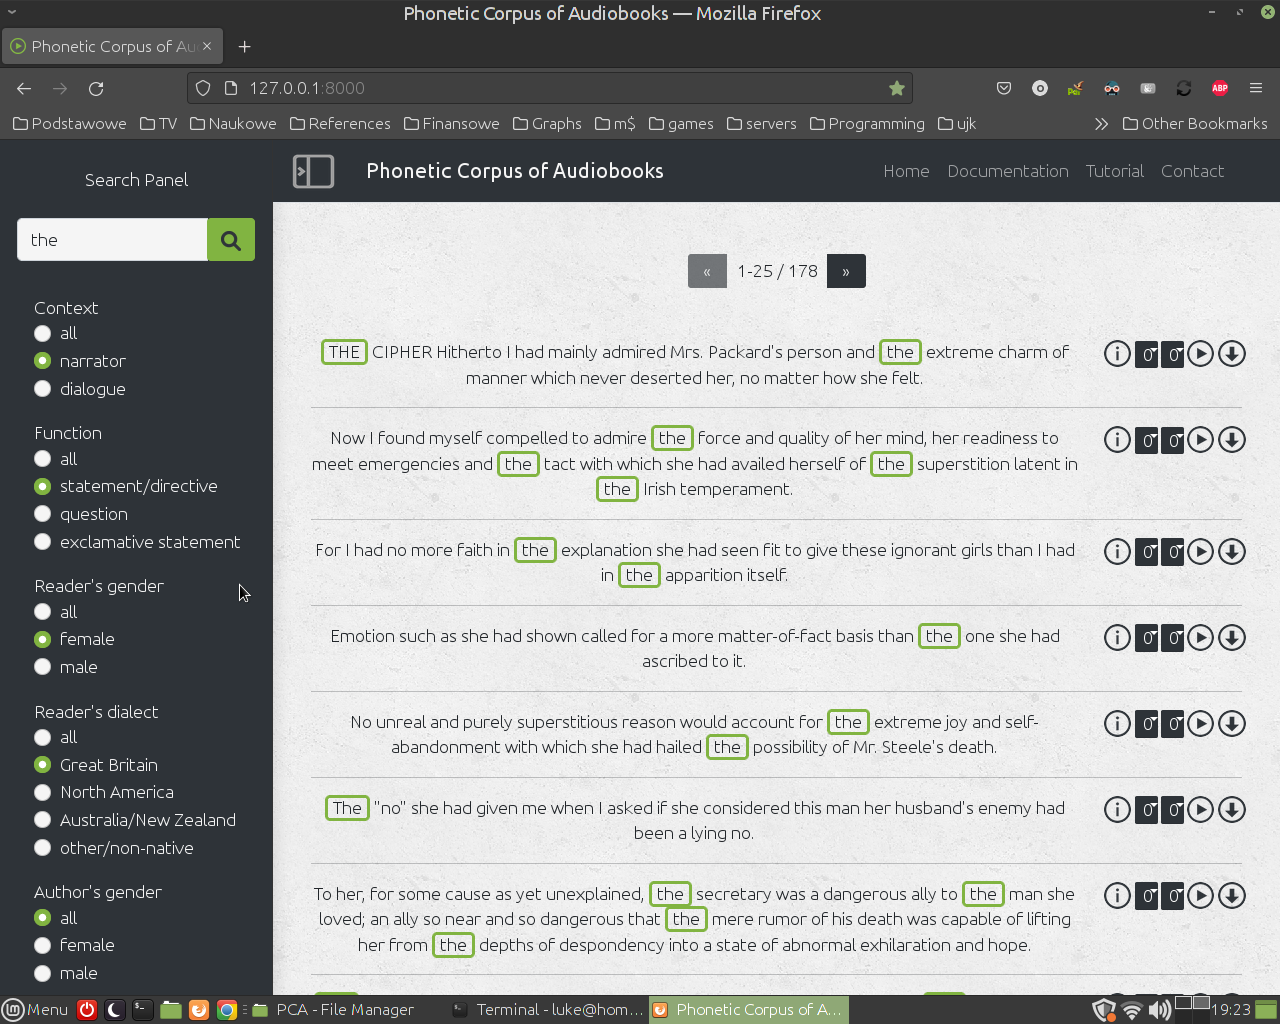 Phonetic Corpus of Audiobooks — Mozilla Firefox
Phonetic Corpus of Au
127.0.0.1:8000
ABP
Podstawowe TV Naukowe References Finansowe Graphs m$ games servers Programming ujk Other Bookmarks
Search Panel
Phonetic Corpus of Audiobooks
Home Documentation Tutorial Contact
the
« 1-25 / 178 »
Context
all
narrator
dialogue
Function
all
statement/directive
question
exclamative statement
Reader's gender
all
female
male
Reader's dialect
all
Great Britain
North America
Australia/New Zealand
other/non-native
Author's gender
all
female
male
THE CIPHER Hitherto I had mainly admired Mrs. Packard's person and the extreme charm of
manner which never deserted her, no matter how she felt.
0 0
Now I found myself compelled to admire the force and quality of her mind, her readiness to
meet emergencies and the tact with which she had availed herself of the superstition latent in
the Irish temperament.
0 0
For I had no more faith in the explanation she had seen fit to give these ignorant girls than I had
in the apparition itself.
0 0
Emotion such as she had shown called for a more matter-of-fact basis than the one she had
ascribed to it.
0 0
No unreal and purely superstitious reason would account for the extreme joy and self-
abandonment with which she had hailed the possibility of Mr. Steele's death.
0 0
The "no" she had given me when I asked if she considered this man her husband's enemy had
been a lying no.
0 0
To her, for some cause as yet unexplained, the secretary was a dangerous ally to the man she
loved; an ally so near and so dangerous that the mere rumor of his death was capable of lifting
her from the depths of despondency into a state of abnormal exhilaration and hope.
0 0
Menu PCA - File Manager Terminal - luke@hom... Phonetic Corpus of A... 19:23